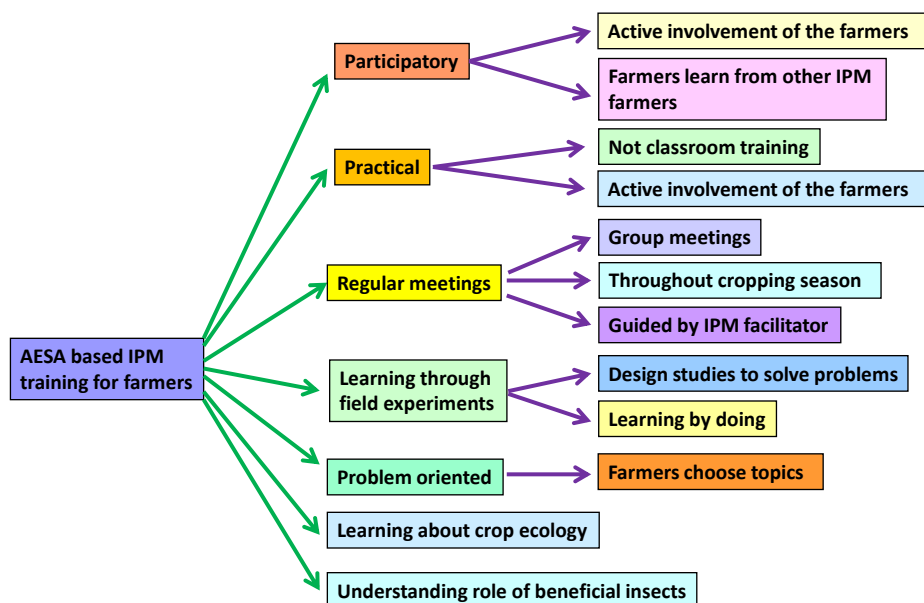 AESA based IPM
training for farmers
Participatory
Active involvement of the farmers
Farmers learn from other IPM
farmers
Practical
Not classroom training
Active involvement of the farmers
Regular meetings
Group meetings
Throughout cropping season
Guided by IPM facilitator
Learning through
field experiments
Design studies to solve problems
Learning by doing
Problem oriented
Farmers choose topics
Learning about crop ecology
Understanding role of beneficial insects